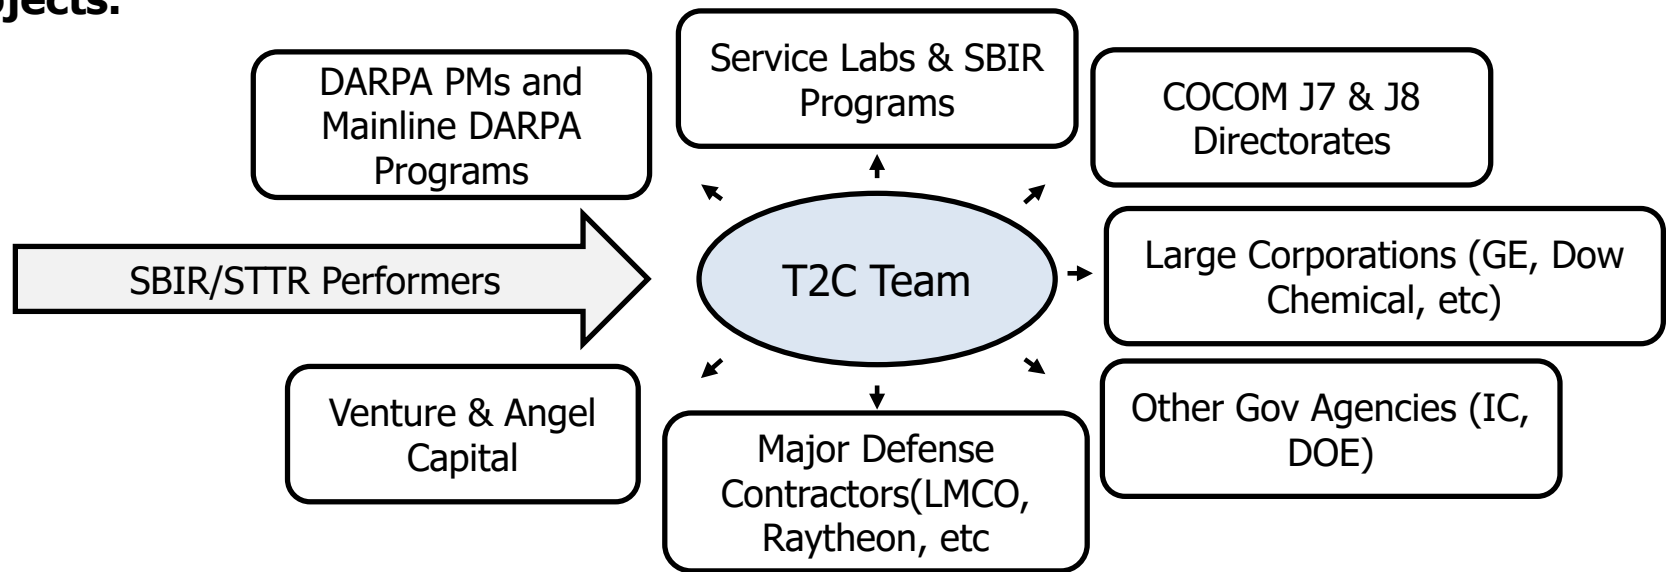 Service Labs & SBIR
Programs
DARPA PMs and
Mainline DARPA
Programs
COCOM J7 & J8
Directorates
SBIR/STTR Performers
T2C Team
Large Corporations (GE, Dow
Chemical, etc)
Venture & Angel
Capital
Major Defense
Contractors(LMCO,
Raytheon, etc
Other Gov Agencies (IC,
DOE)